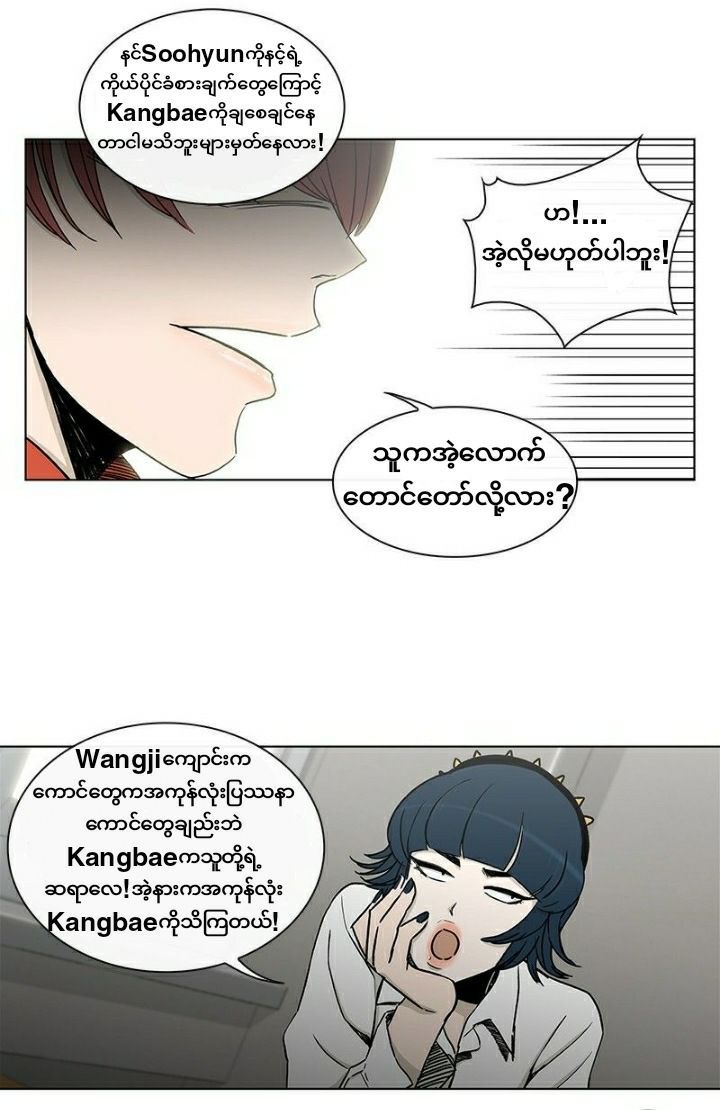 နင်Soohyunကိုနင့်ရဲ့
ကိုယ်ပိုင်ခံစားချက်တွေကြောင့်
Kangbaeကိုချစေချင်နေ
တာငါမသိဘူးများမှတ်နေလား!
ဟာ!...
အဲ့လိုမဟုတ်ပါဘူး!
သူကအဲ့လောက်
တောင်တော်လို့လား?
Wangjiကျောင်းက
ကောင်တွေကအကုန်လုံးပြဿနာ
ကောင်တွေချည်းဘဲ
Kangbaeကသူတို့ရဲ့
ဆရာလေ!အဲ့နားကအကုန်လုံး
Kangbaeကိုသိကြတယ်!